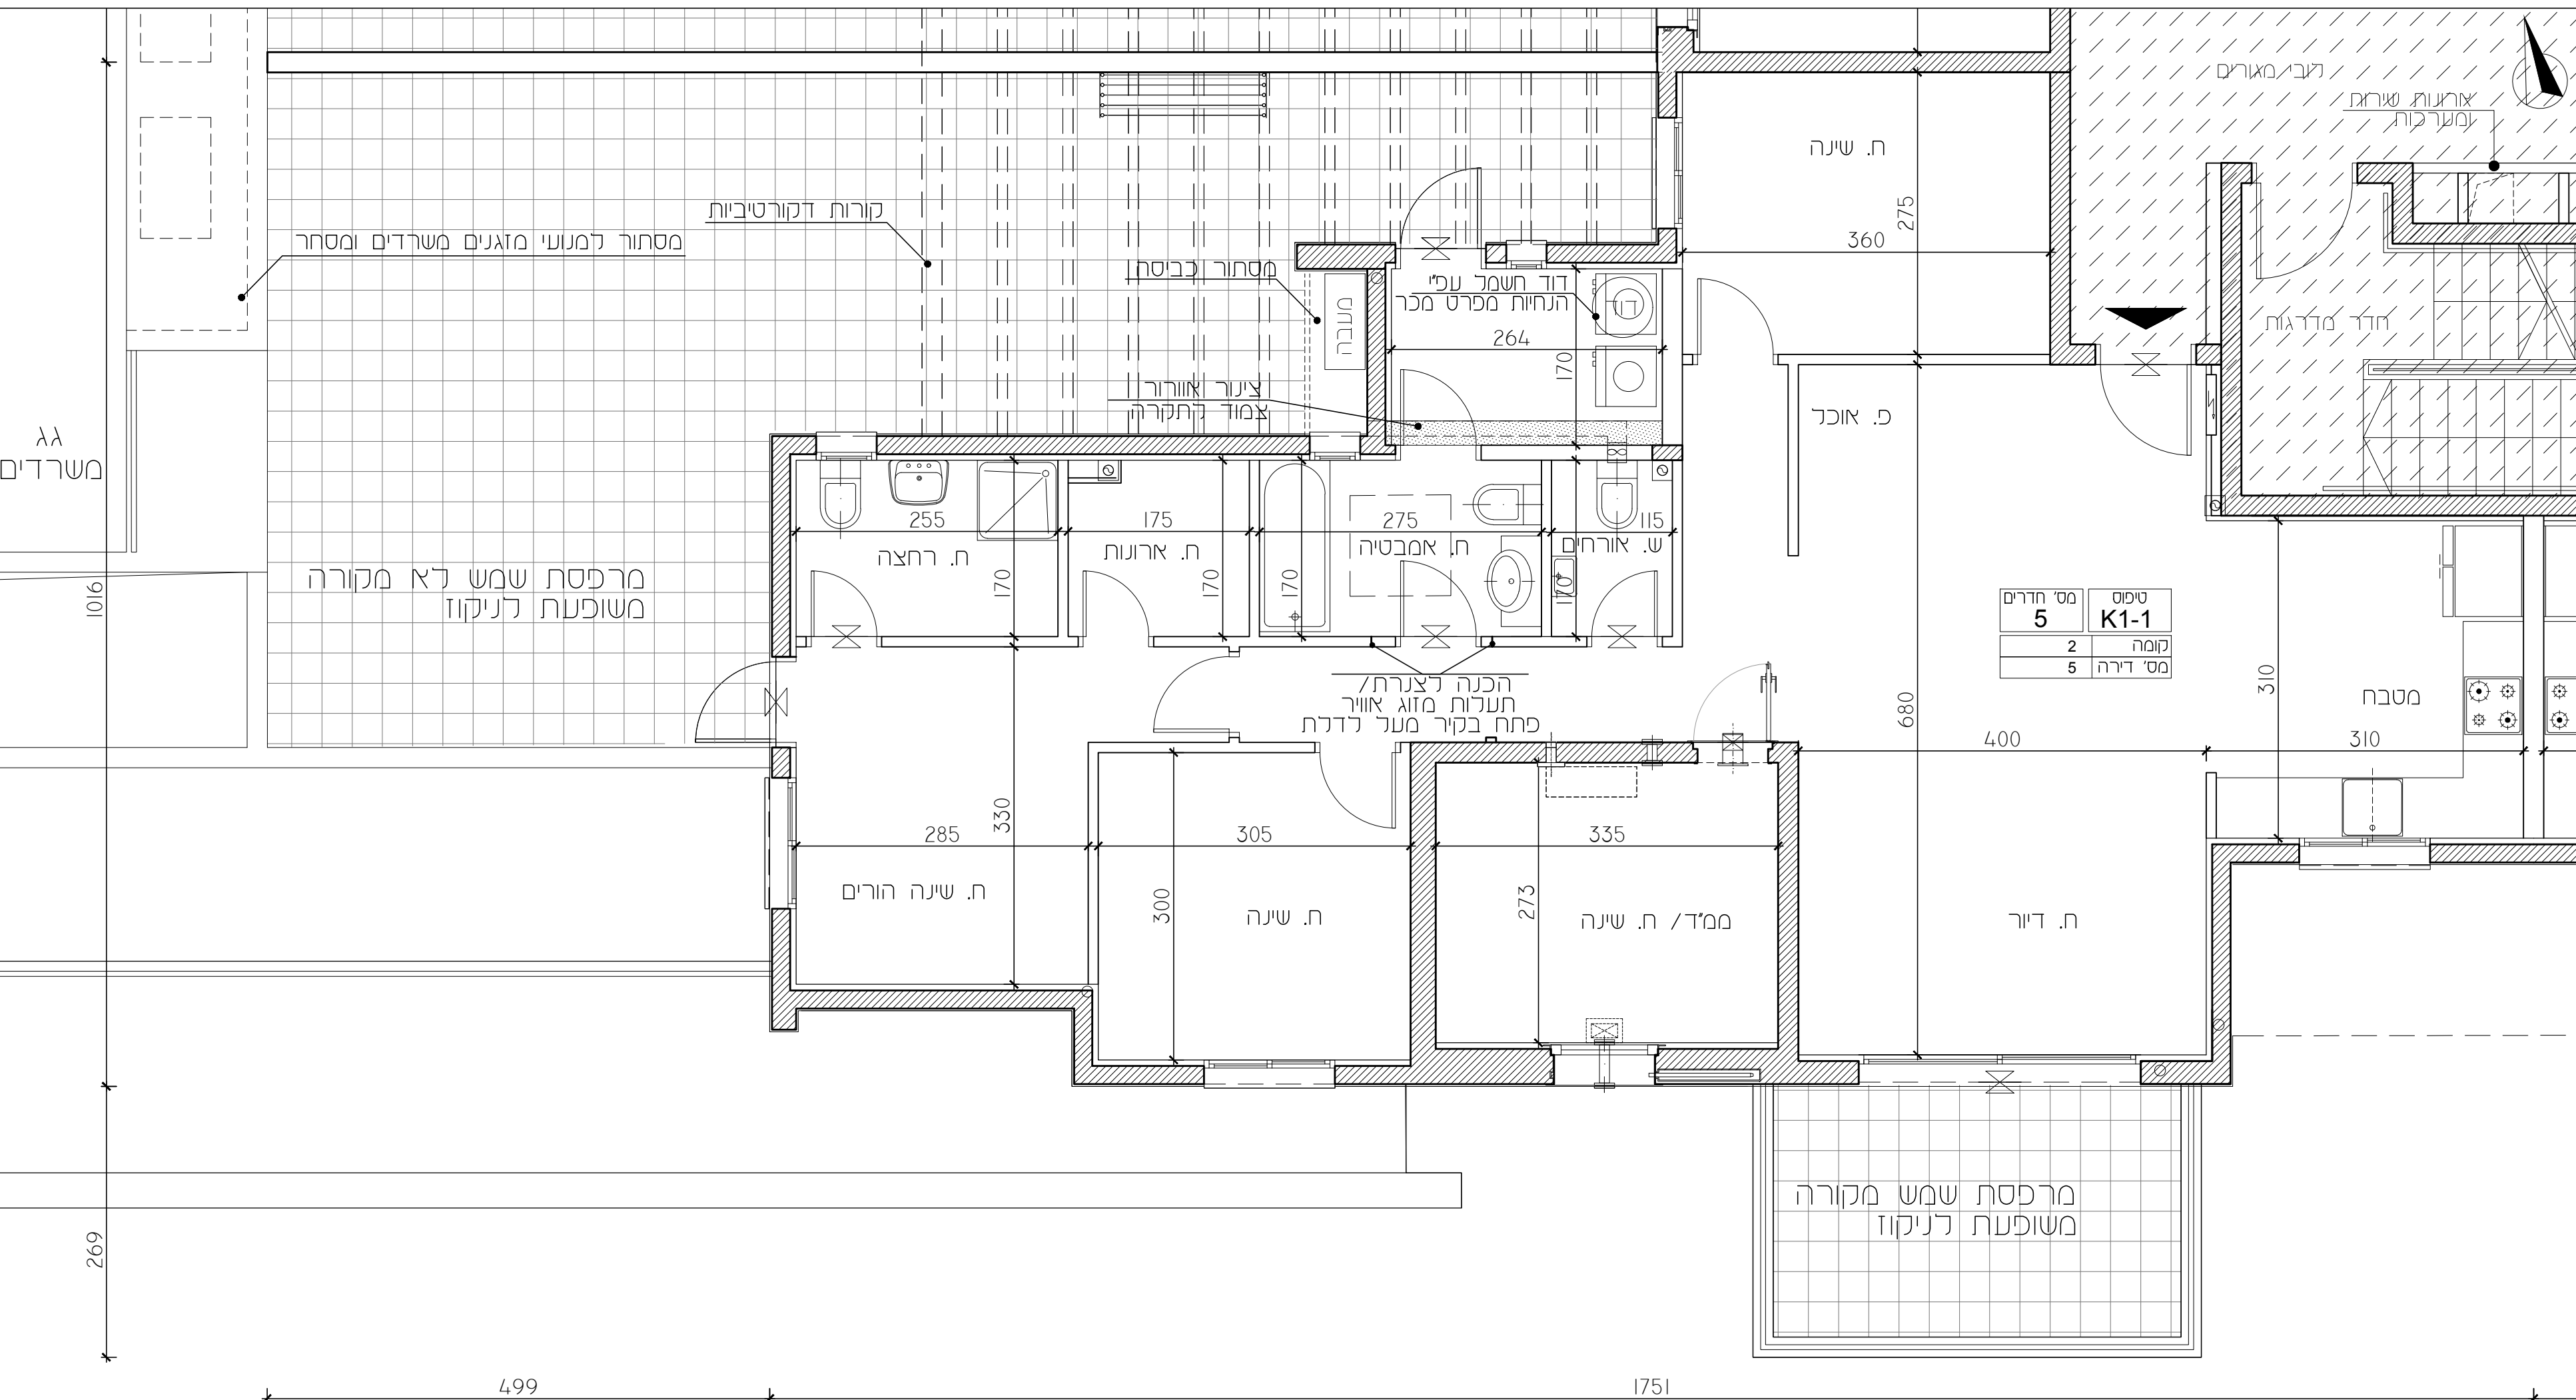 לובי מגורים
ארונות שירות
ומערכות
ח. שינה
275
360
קורות דקורטיביות
מסתור למנועי מזגנים משרדים ומסחר
מסתור כביסה
מעבה
דוד חשמל עפ"י
הנחיות מפרט מכר
דוד
264
170
חדר מדרגות
צינור אוורור
צמוד לתקרה
פ. אוכל
גג
משרדים
255
175
275
115
ח. רחצה
ח. ארונות
ח. אמבטיה
ש. אורחים
170
170
170
170
מרפסת שמש לא מקורה
משופעת לניקוז
1016
מס' חדרים
5
טיפוס
K1-1
קומה
2
מס' דירה
5
הכנה לצנרת/
תעלות מזוג אוויר
פתח בקיר מעל לדלת
680
310
מטבח
400
310
330
285
305
335
ח. שינה הורים
300
ח. שינה
273
ממ"ד/ ח. שינה
ח. דיור
מרפסת שמש מקורה
משופעת לניקוז
269
499
1751